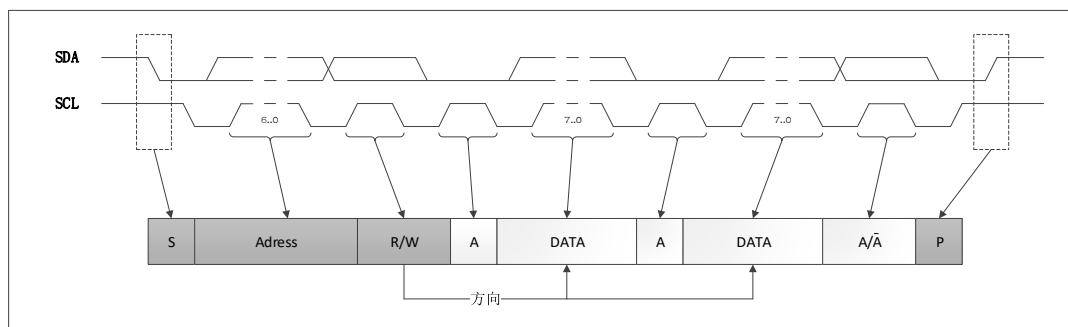 SDA
SCL
6..0
7..0
7..0
S Adress R/W A DATA A DATA A/Ā P
方向